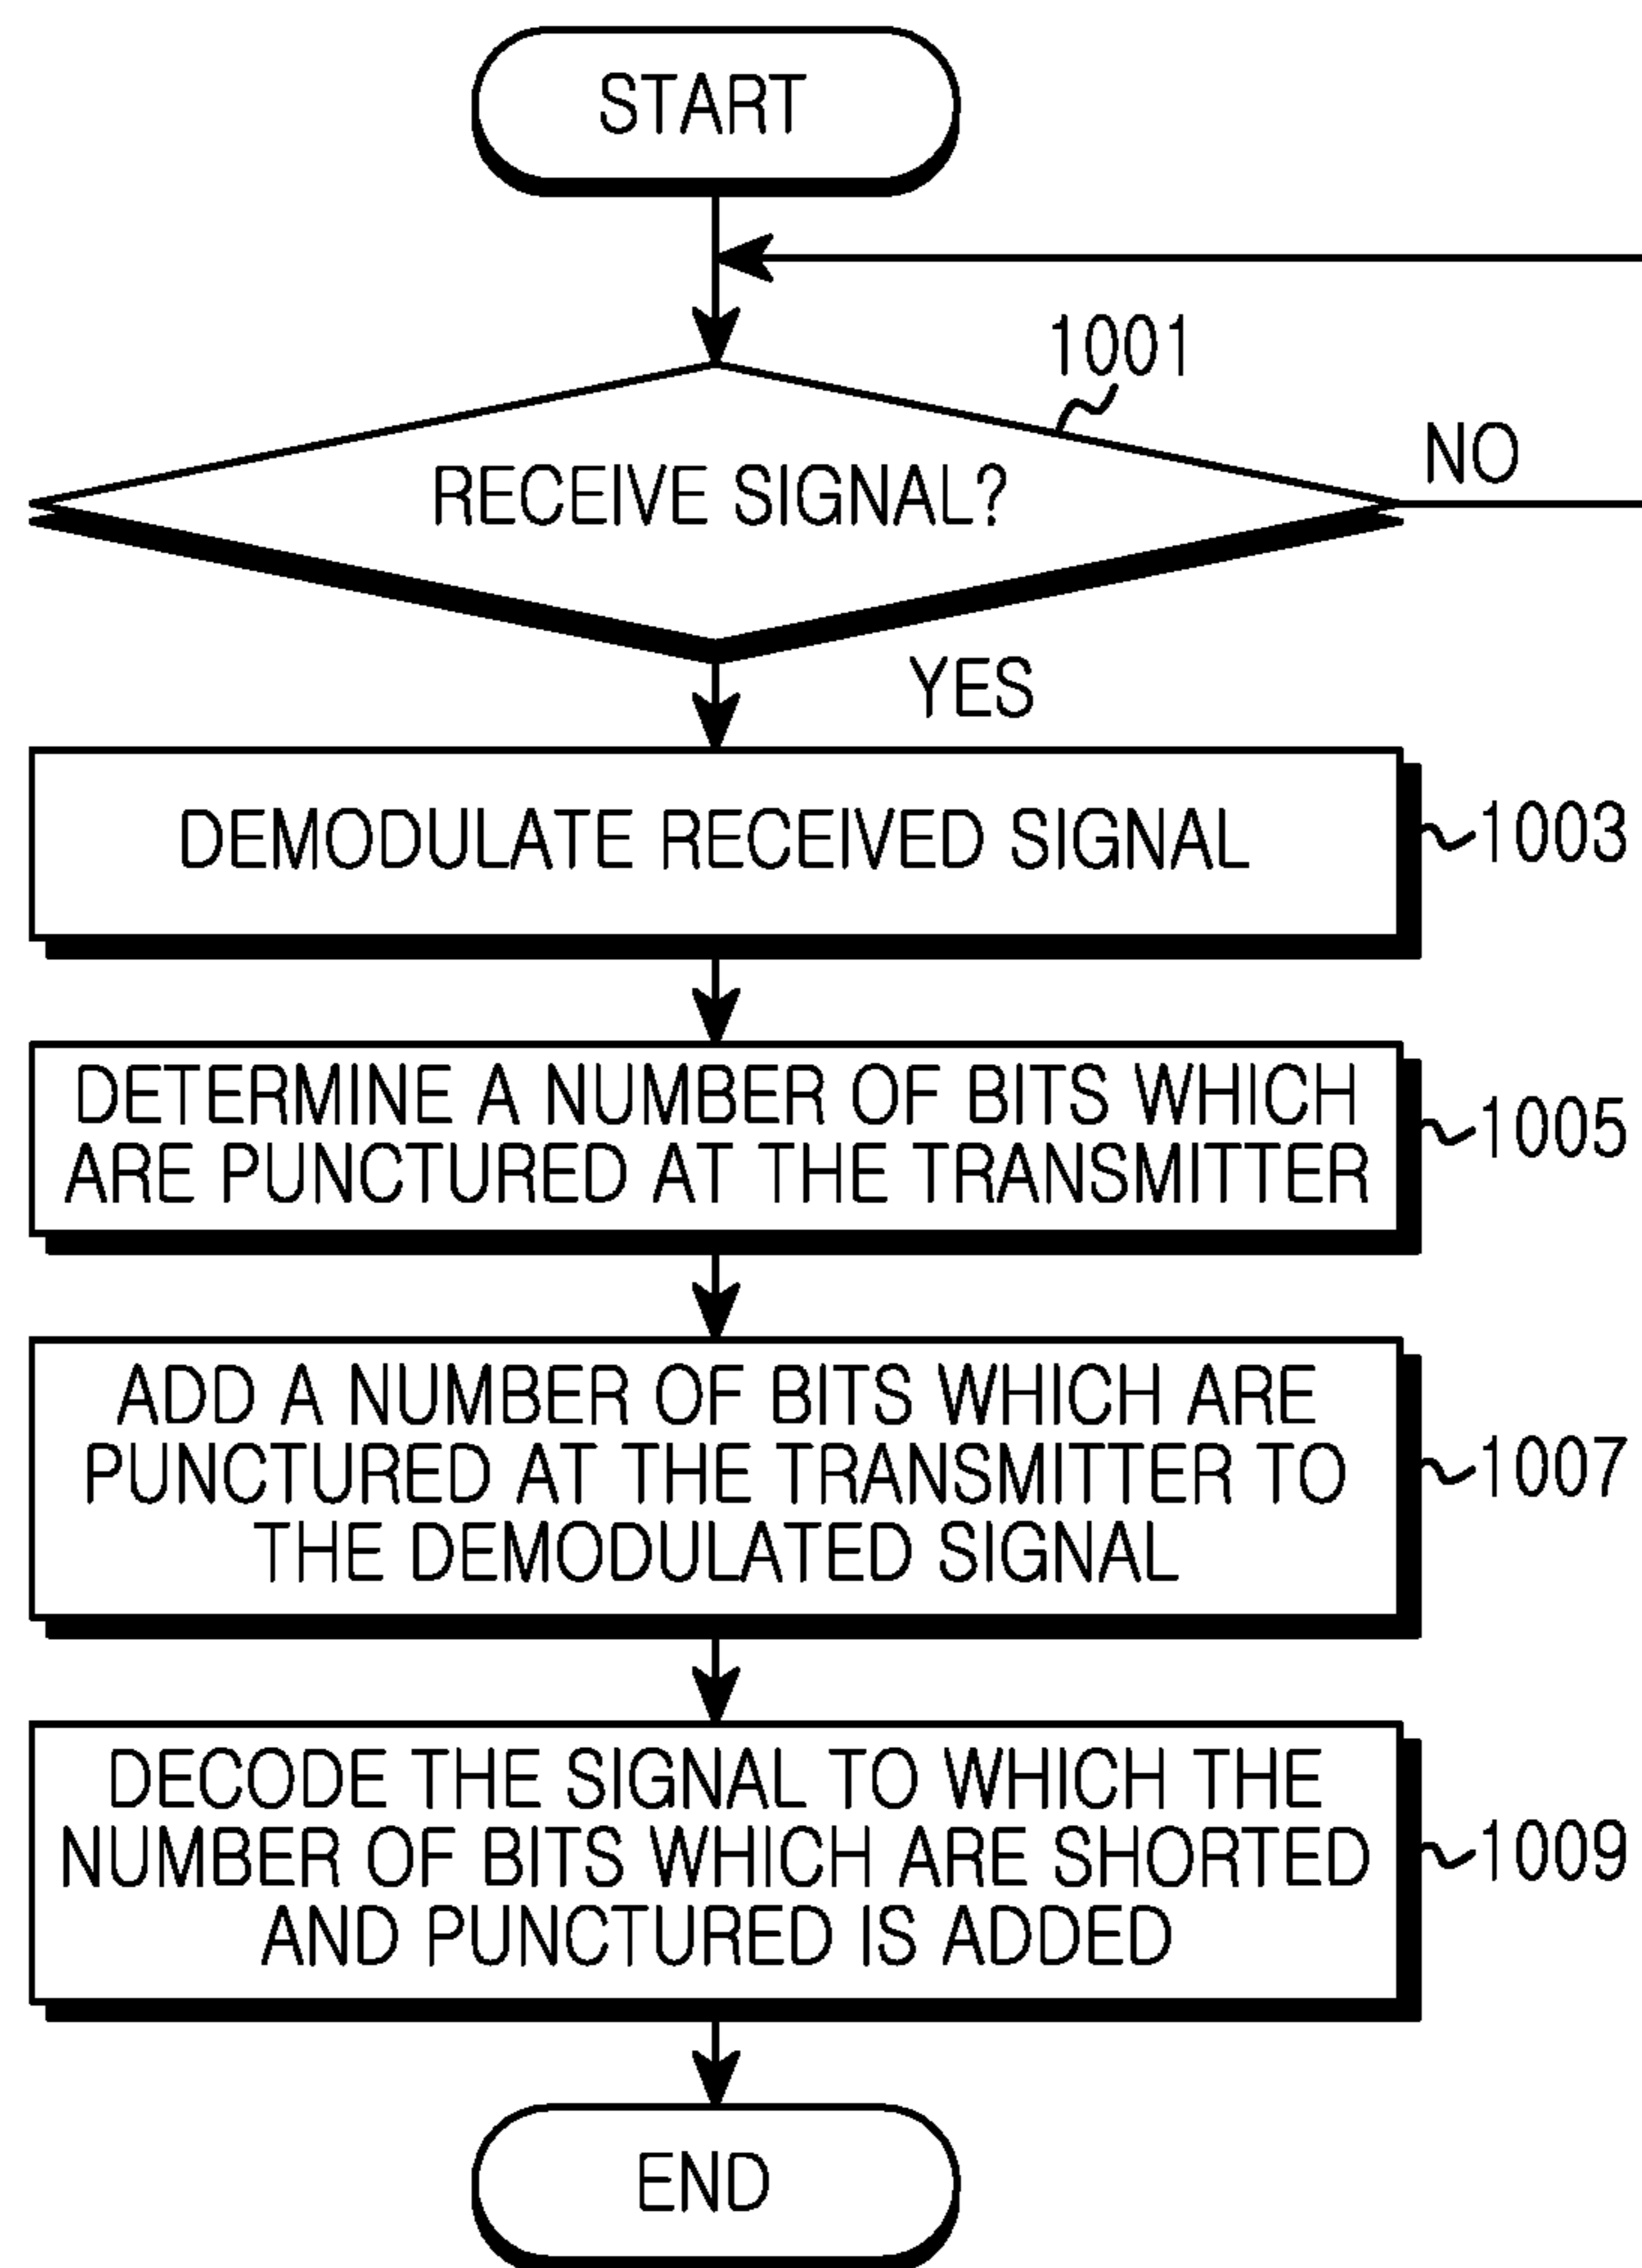 START
1001
RECEIVE SIGNAL?
NO
YES
DEMODULATE RECEIVED SIGNAL
1003
DETERMINE A NUMBER OF BITS WHICH
ARE PUNCTURED AT THE TRANSMITTER
1005
ADD A NUMBER OF BITS WHICH ARE
PUNCTURED AT THE TRANSMITTER TO
THE DEMODULATED SIGNAL
1007
DECODE THE SIGNAL TO WHICH THE
NUMBER OF BITS WHICH ARE SHORTED
AND PUNCTURED IS ADDED
1009
END